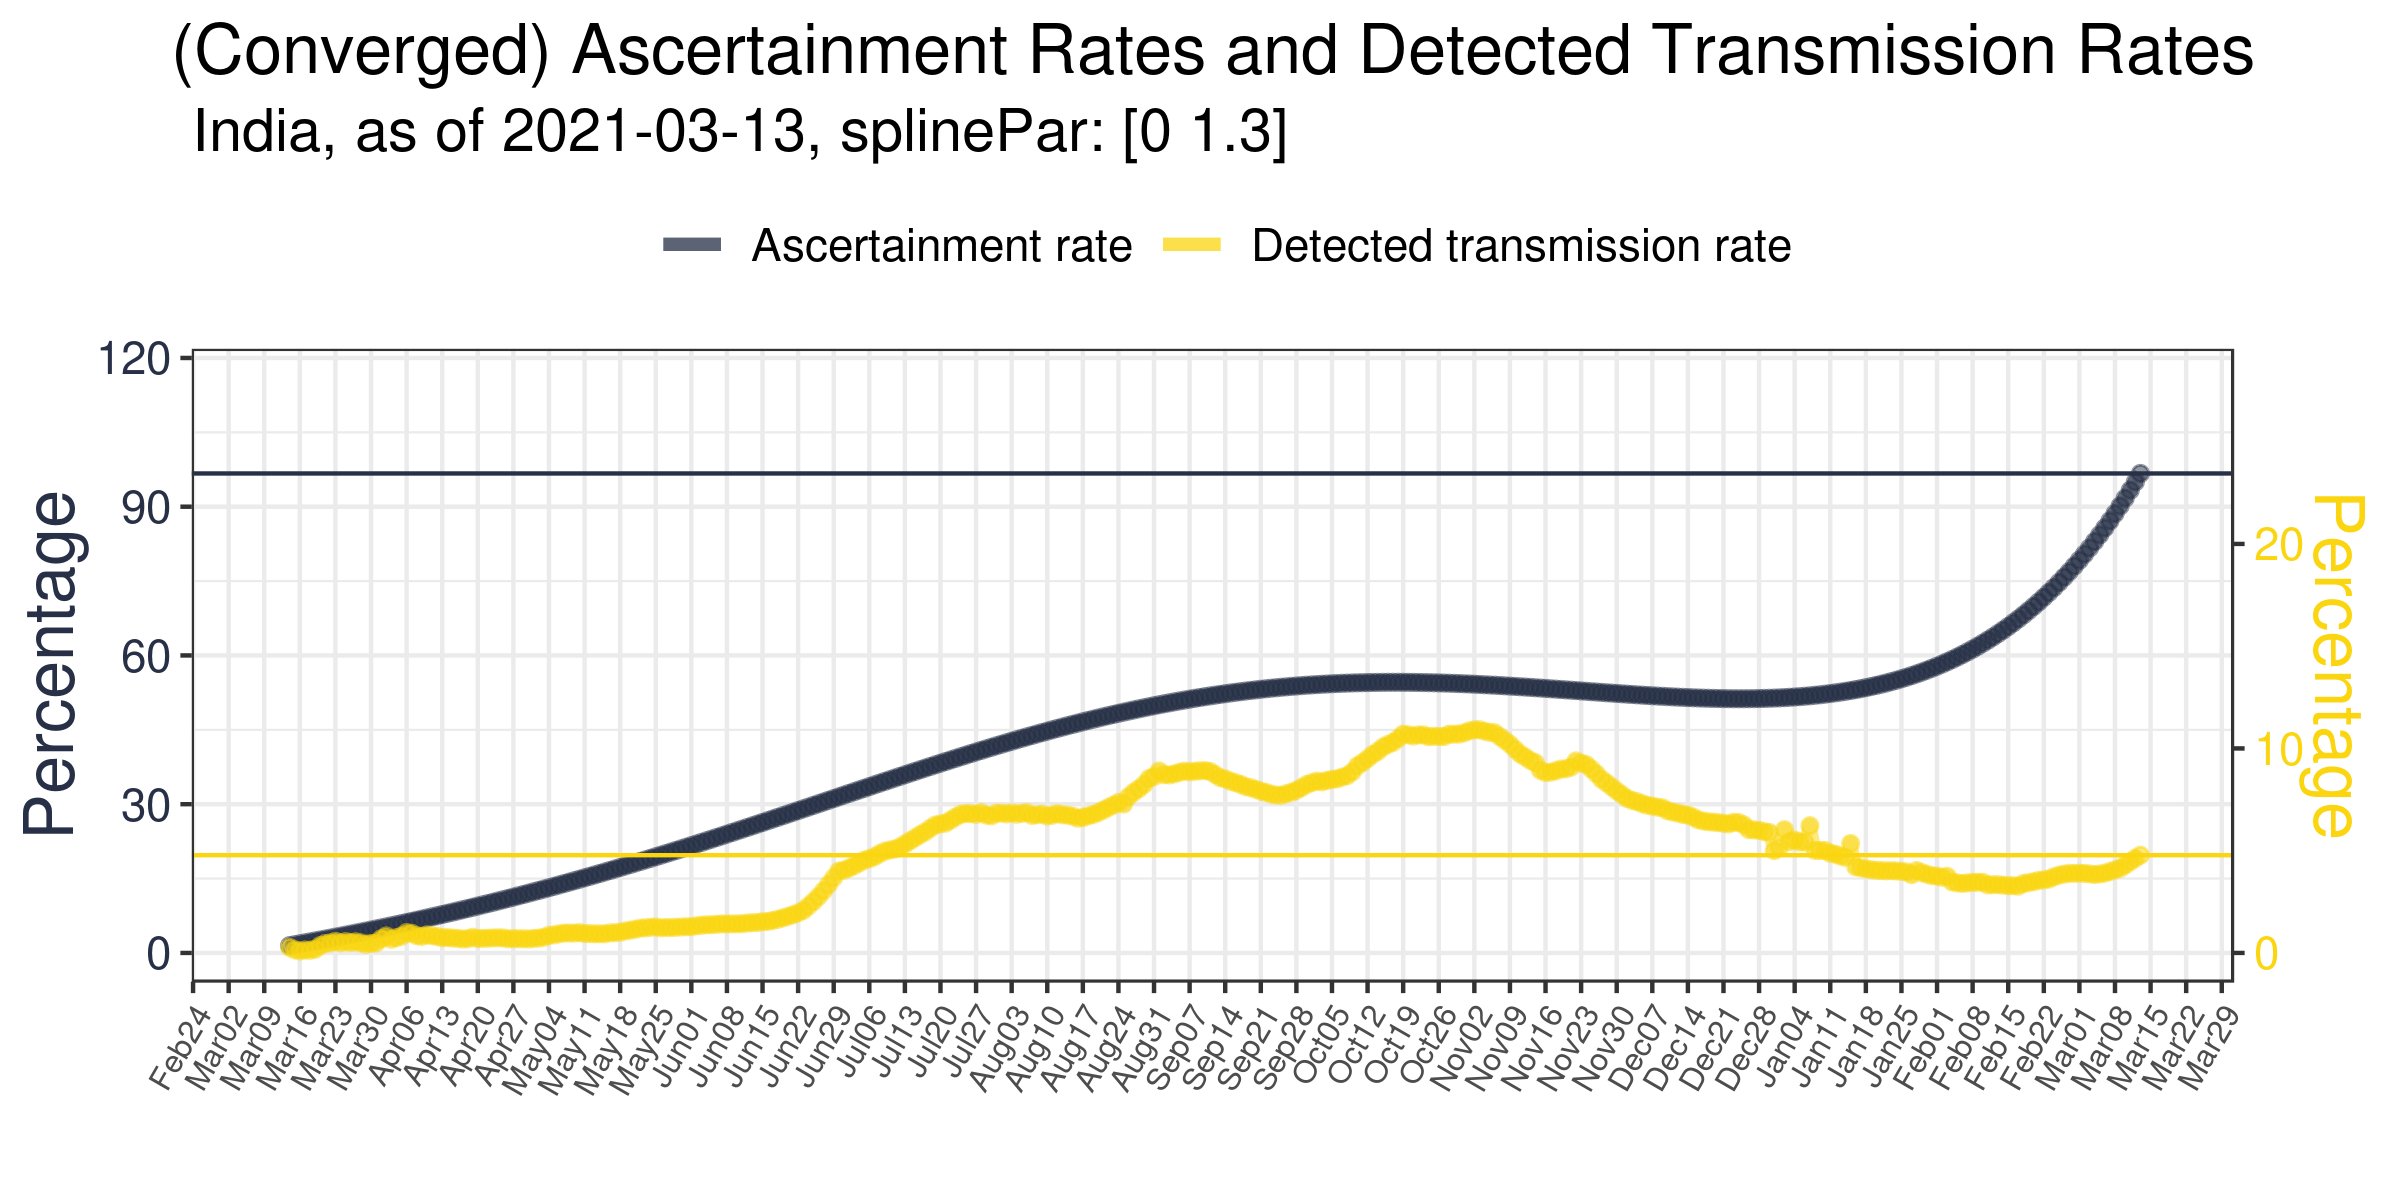 (Converged) Ascertainment Rates and Detected Transmission Rates
India, as of 2021-03-13, splinePar: [0 1.3]
Ascertainment rate
Detected transmission rate
Percentage
120
90
60
30
0
20
10
0
Percentage
Feb24
Mar02
Mar09
Mar16
Mar23
Mar30
Apr06
Apr13
Apr20
Apr27
May04
May11
May18
May25
Jun01
Jun08
Jun15
Jun22
Jun29
Jul06
Jul13
Jul20
Jul27
Aug03
Aug10
Aug17
Aug24
Aug31
Sep07
Sep14
Sep21
Sep28
Oct05
Oct12
Oct19
Oct26
Nov02
Nov09
Nov16
Nov23
Nov30
Dec07
Dec14
Dec21
Dec28
Jan04
Jan11
Jan18
Jan25
Feb01
Feb08
Feb15
Feb22
Mar01
Mar08
Mar15
Mar22
Mar29